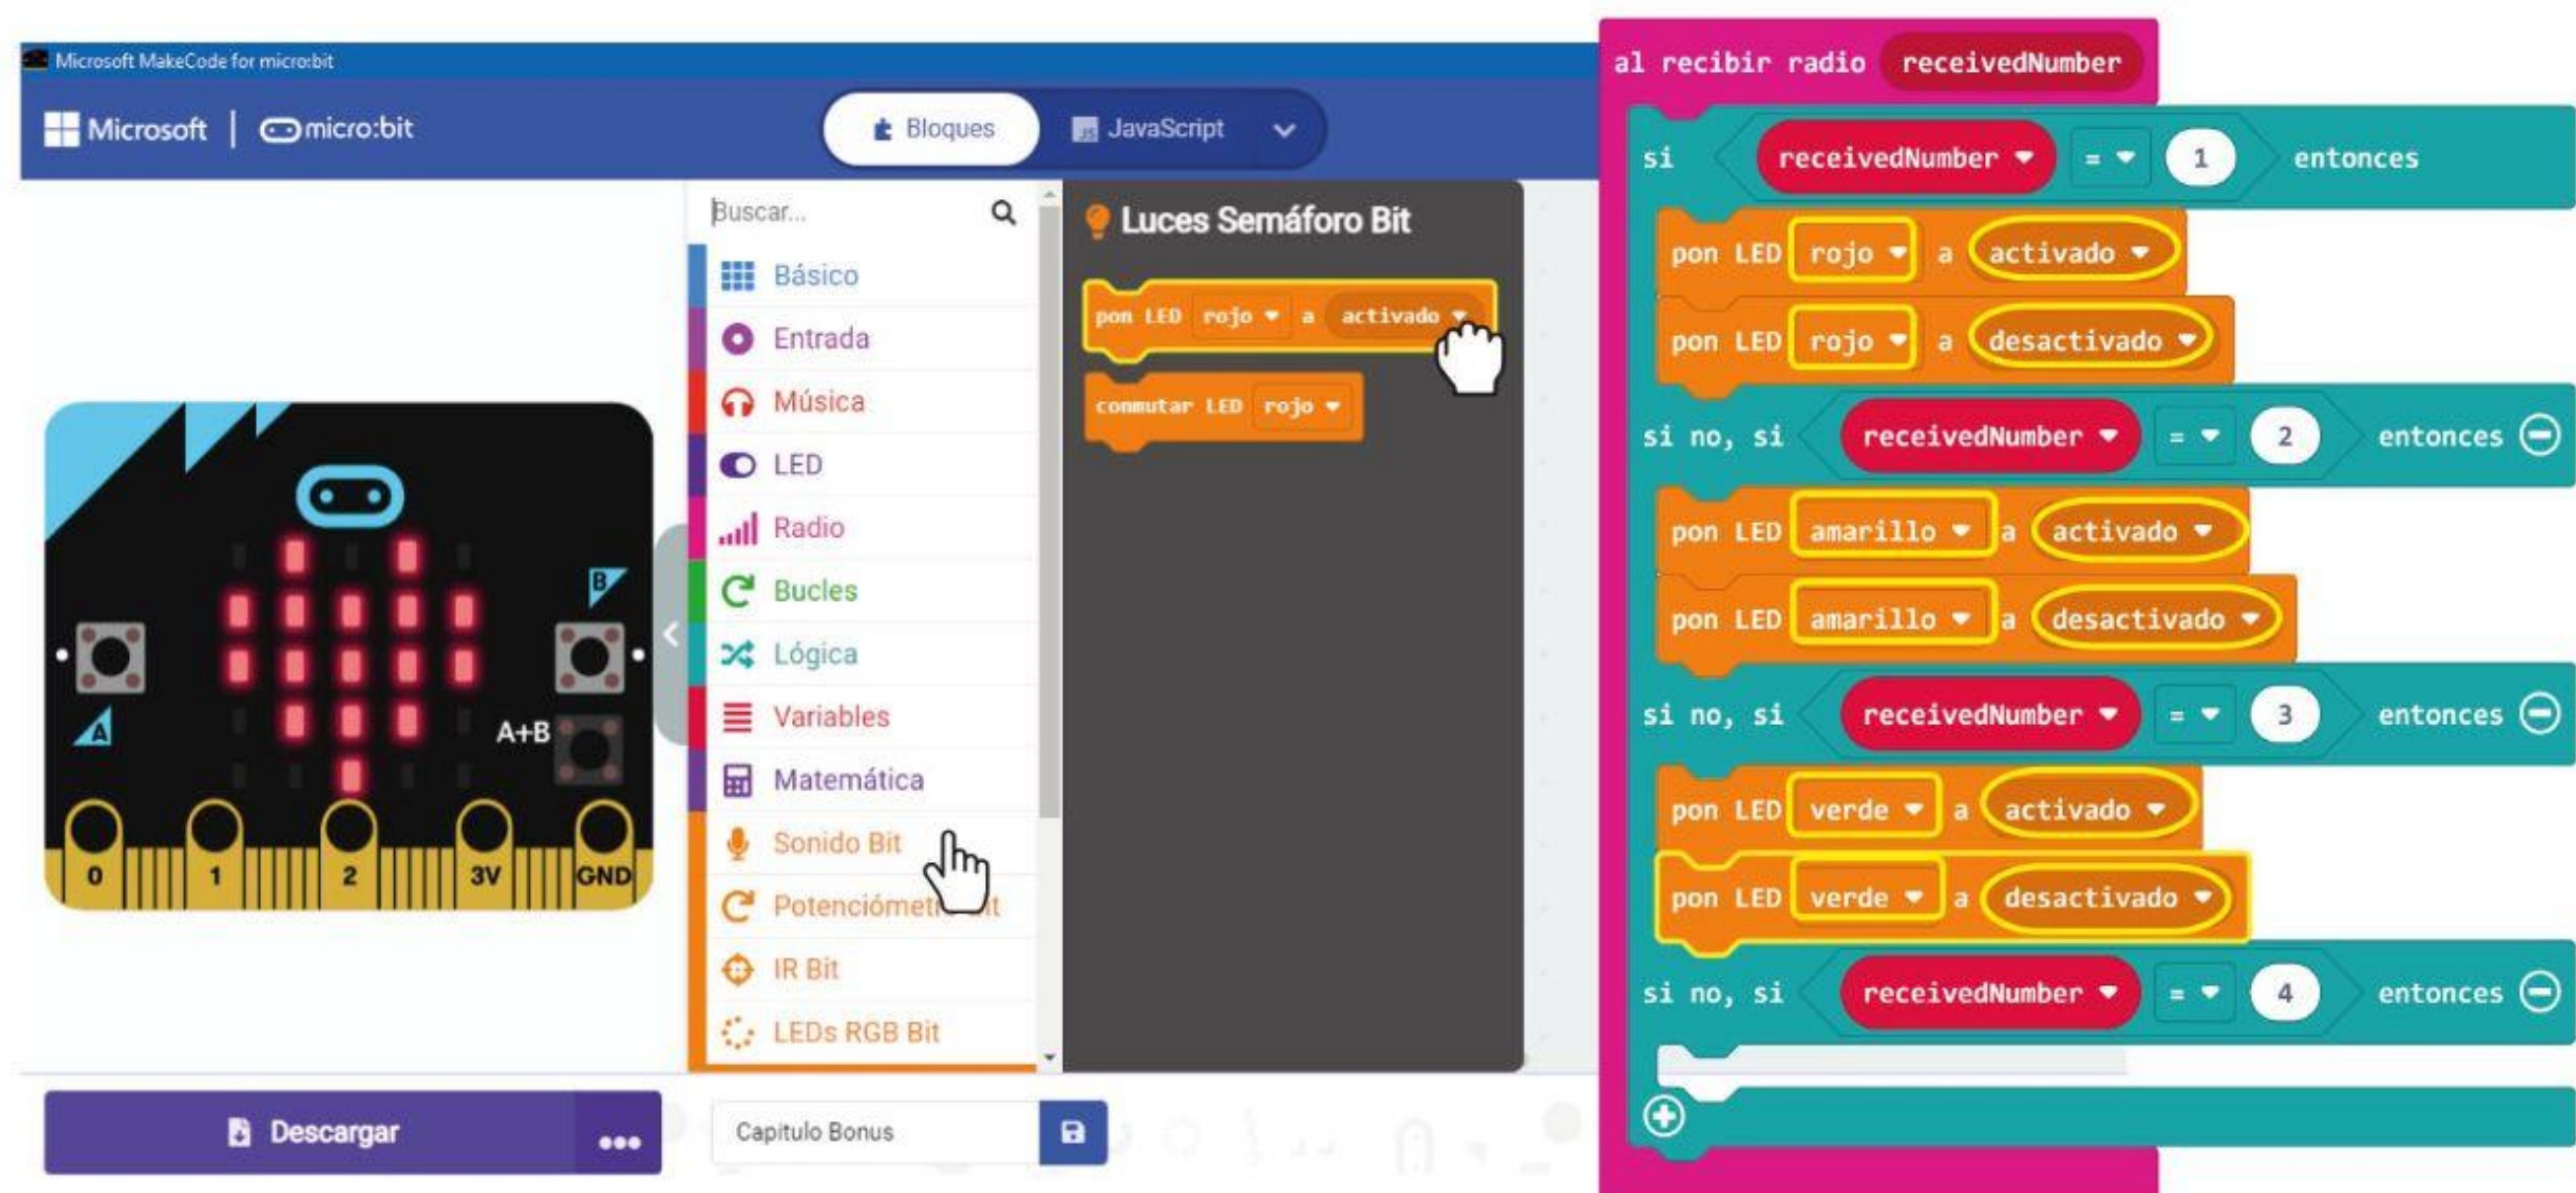 Microsoft MakeCode for micro:bit
Microsoft | micro:bit
Bloques
JS JavaScript
Buscar...
Básico
Entrada
Música
LED
Radio
Bucles
Lógica
Variables
Matemática
Sonido Bit
IR Bit
LEDs RGB Bit
Luces Semáforo Bit
pon LED rojo a activado
conmutar LED rojo
B
A
A+B
0 1 2 3V GND
Descargar
Capitulo Bonus
al recibir radio receivedNumber
si receivedNumber = 1 entonces
pon LED rojo a activado
pon LED rojo a desactivado
si no, si receivedNumber = 2 entonces
pon LED amarillo a activado
pon LED amarillo a desactivado
si no, si receivedNumber = 3 entonces
pon LED verde a activado
pon LED verde a desactivado
si no, si receivedNumber = 4 entonces